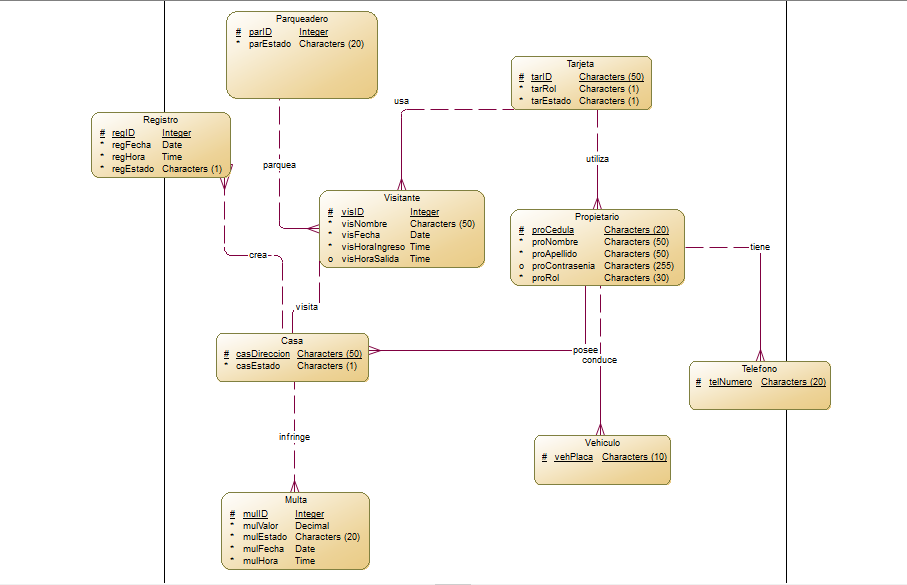 Parqueadero
# parID Integer
* parEstado Characters (20)
Tarjeta
# tarID Characters (50)
* tarRol Characters (1)
* tarEstado Characters (1)
usa
Registro
# regID Integer
* regFecha Date
* regHora Time
* regEstado Characters (1)
parquea
utiliza
Visitante
# visID Integer
* visNombre Characters (50)
* visFecha Date
* visHoraIngreso Time
o visHoraSalida Time
Propietario
# proCedula Characters (20)
* proNombre Characters (50)
* proApellido Characters (50)
o proContrasenia Characters (255)
* proRol Characters (30)
tiene
crea
visita
Casa
# casDireccion Characters (50)
* casEstado Characters (1)
posee
conduce
Telefono
# telNumero Characters (20)
infringe
Vehiculo
# vehPlaca Characters (10)
Multa
# mulID Integer
* mulValor Decimal
* mulEstado Characters (20)
* mulFecha Date
* mulHora Time